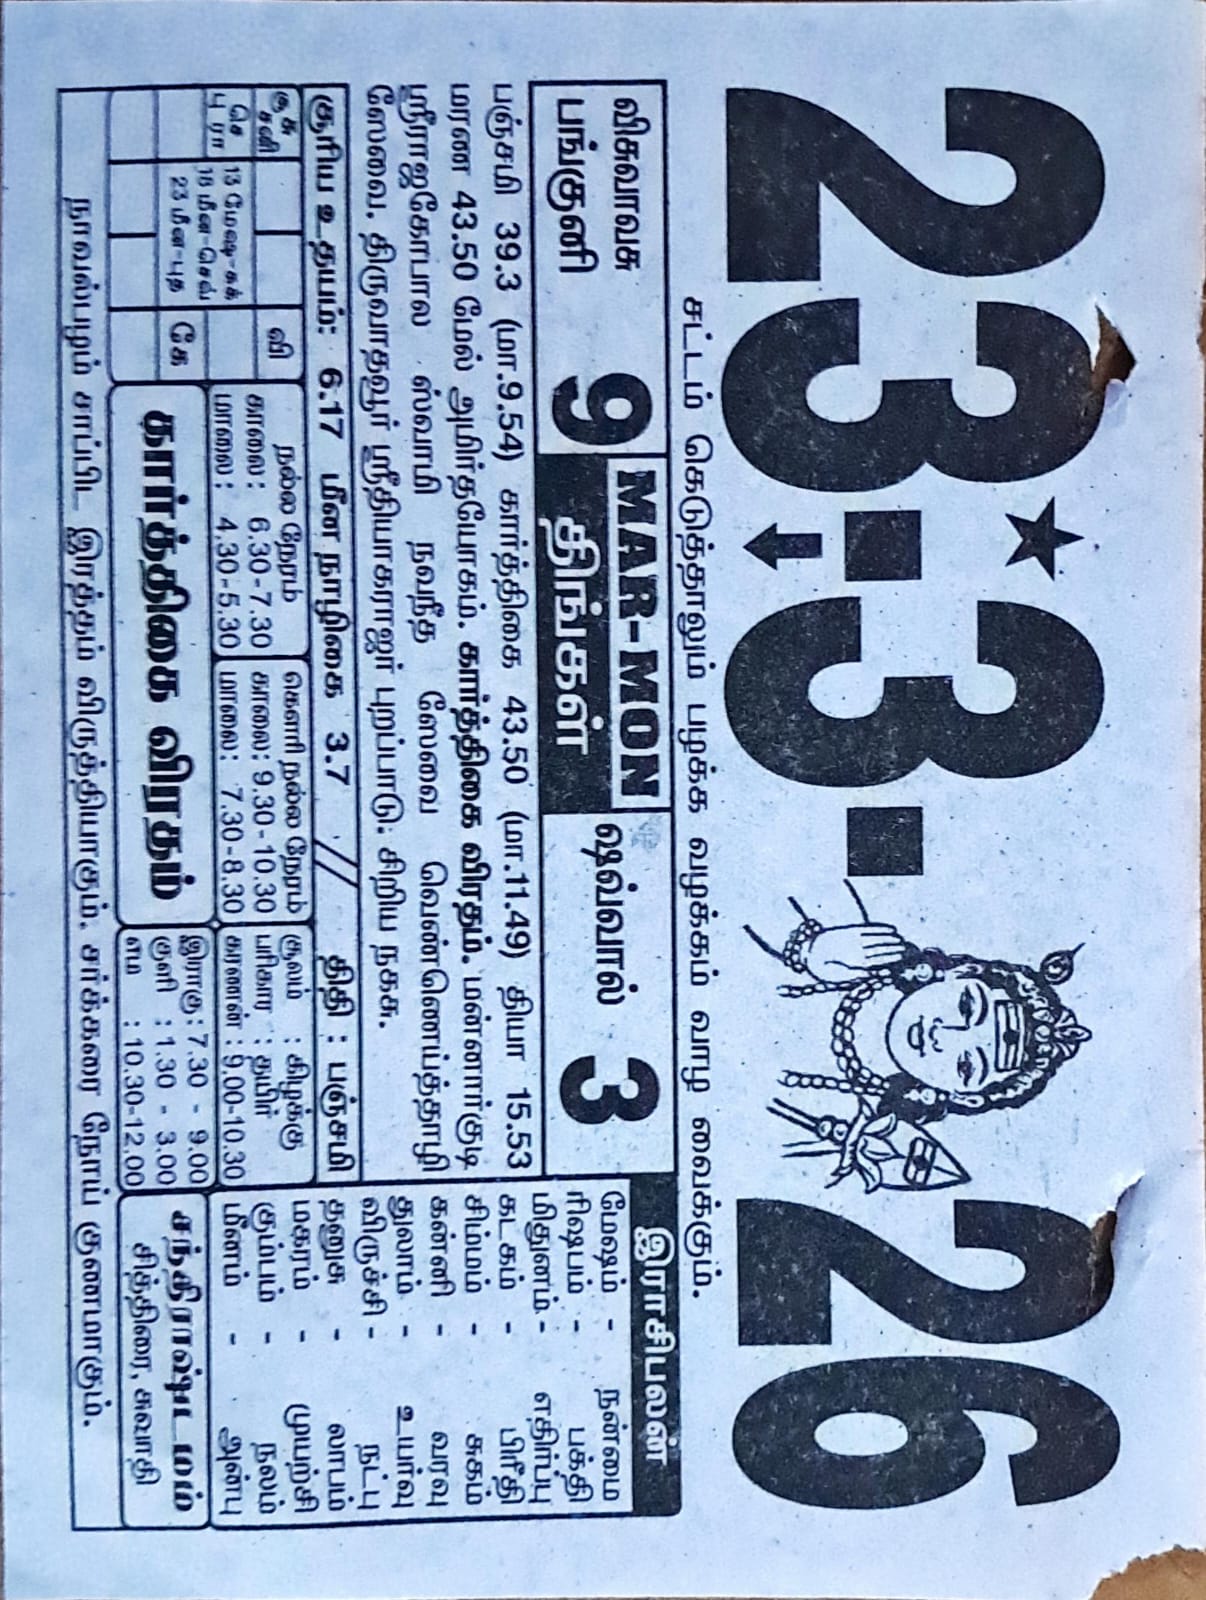 23.3.26
சட்டம் கெடுத்தாலும் பழக்க வழக்கம் வாழ வைக்கும்.
விசுவாவசு
பங்குனி 9
MAR-MON
திங்கள்
ஷவ்வால் 3
பஞ்சமி 39.3 (மா.9.54) கார்த்திகை 43.50 (மா.11.49) தியா 15.53
மரண 43.50 மேல் அமிர்தயோகம். கார்த்திகை விரதம். மன்னார்குடி
ஸ்ரீராஜகோபால ஸ்வாமி நவநீத ஸேவை வெண்ணெய்த்தாழி
ஸேவை. திருவாதவூர் ஸ்ரீதியாகராஜர் புறப்பாடு: சிறிய நகசு.
சூரிய உதயம்: 6.17 மீன நாழிகை 3.7 // திதி : பஞ்சமி
இராசிபலன்
மேஷம் - நன்மை
ரிஷபம் - பக்தி
மிதுனம் - எதிர்ப்பு
கடகம் - பிரீதி
சிம்மம் - சுகம்
கன்னி - வரவு
துலாம் - உயர்வு
விருச்சி - நட்பு
தனுசு - லாபம்
மகரம் - முயற்சி
கும்பம் - நலம்
மீனம் - அன்பு
சனி
செ
பு ரா
13 மேஷ-சுக்
18 மீன-செவ்
23 மீன-புத
வி
கே
நல்ல நேரம்
காலை: 6.30-7.30
மாலை: 4.30-5.30
கௌரி நல்ல நேரம்
காலை: 9.30-10.30
மாலை: 7.30-8.30
சூலம் : கிழக்கு
பரிகார : தயிர்
கரணன் : 9.00-10.30
கார்த்திகை விரதம்
இராகு : 7.30 - 9.00
குளி : 1.30 - 3.00
எம : 10.30-12.00
சந்திராஷ்டமம்
சித்திரை, சுவாதி
நாவல்பழம் சாப்பிட இரத்தம் விருத்தியாகும். சர்க்கரை நோய் குணமாகும்.